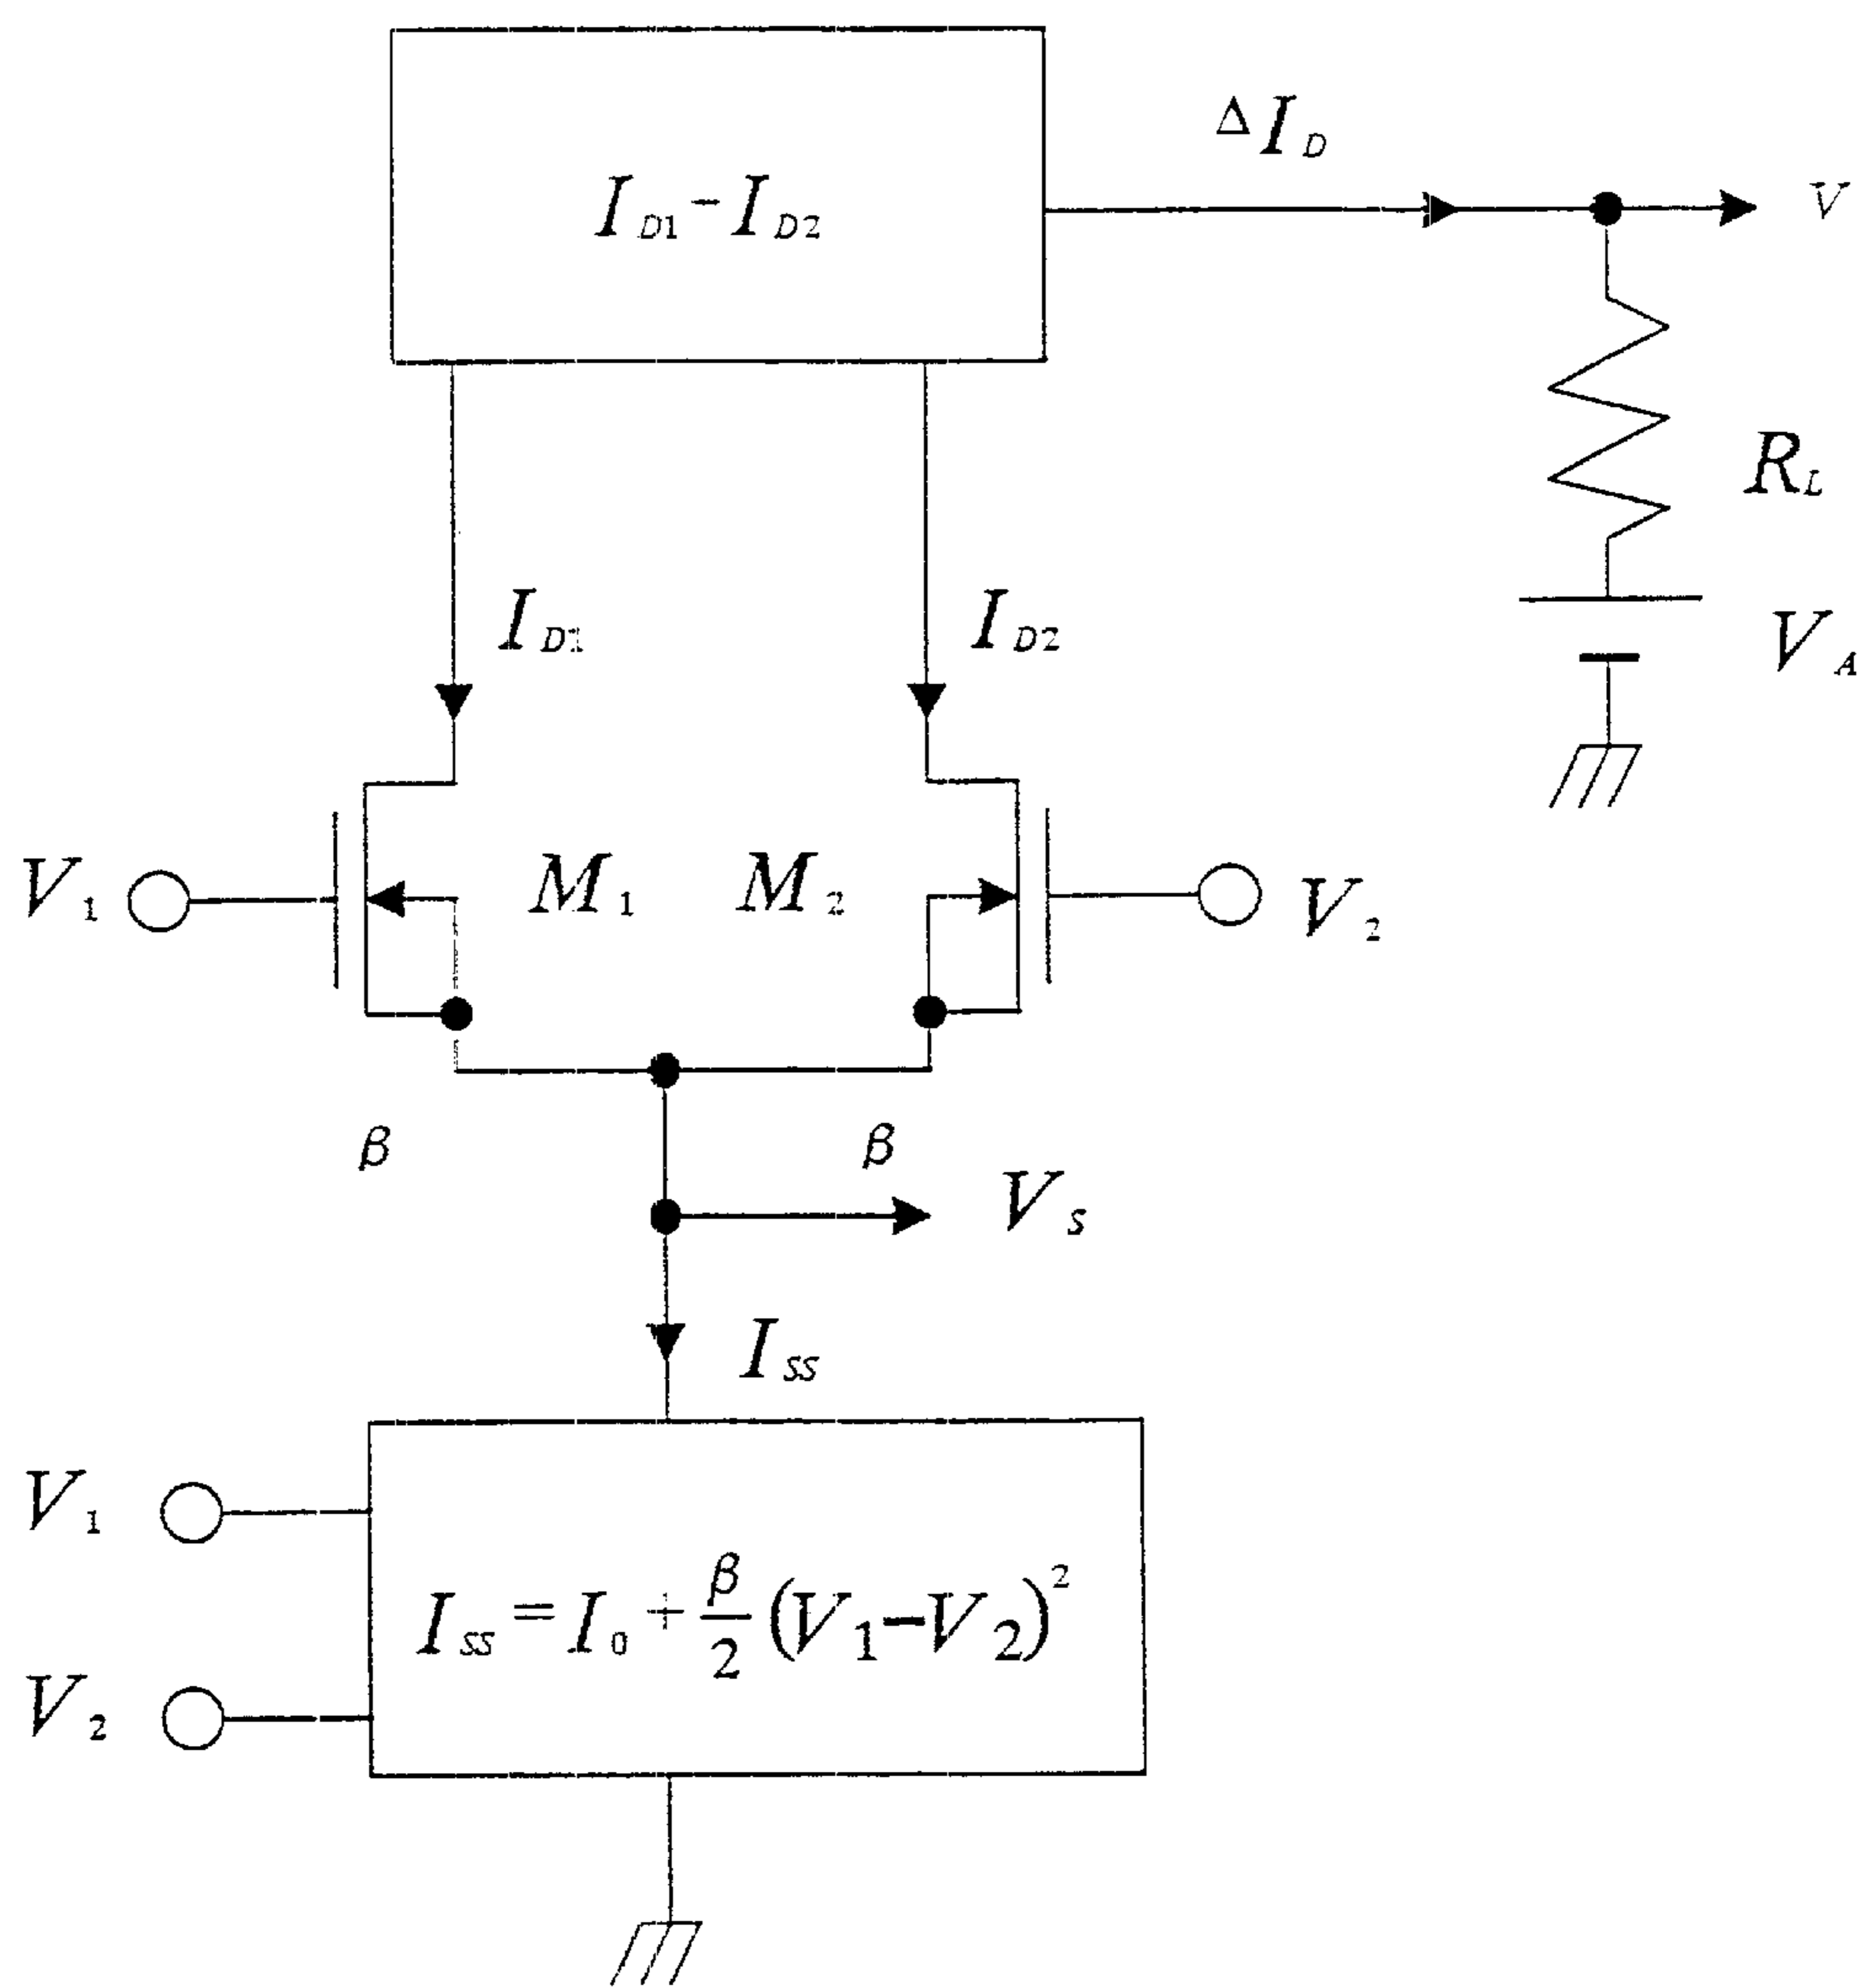 ΔI_D
I_D1 − I_D2
V
R_L
I_D1
I_D2
V_A
V_1
M_1
M_2
V_2
β
β
V_S
I_SS
V_1
I_SS = I_0 + β/2 (V_1 − V_2)^2
V_2